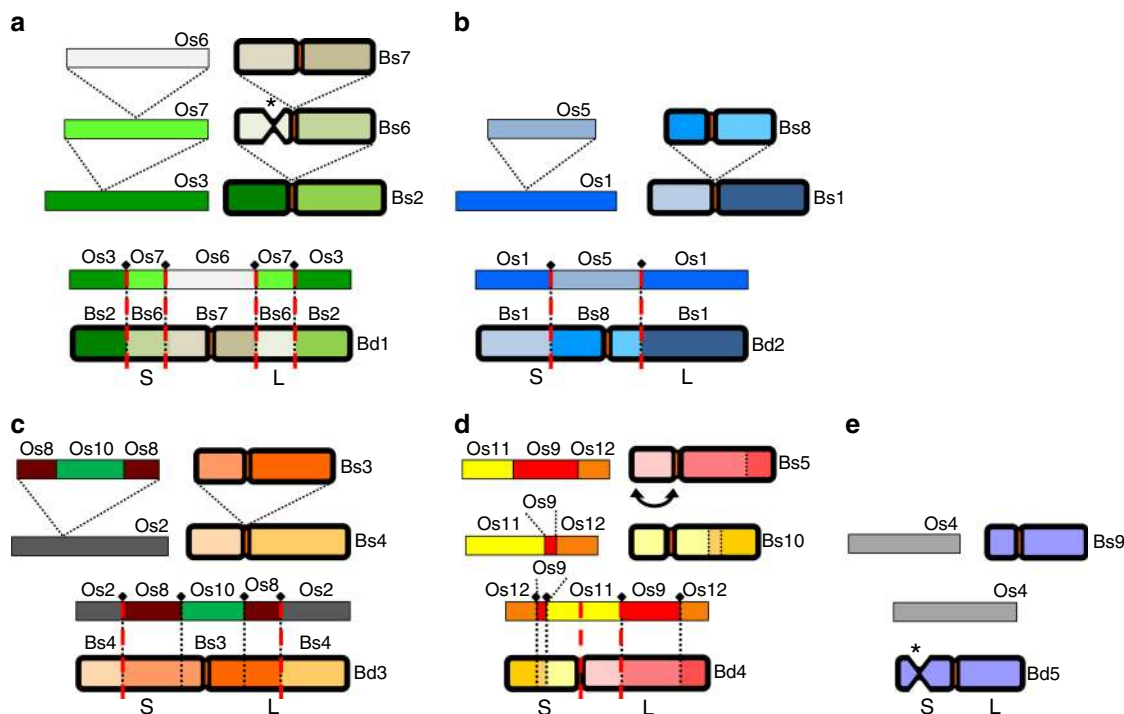 a
Os6
Bs7
Os7
*
Bs6
Os3
Bs2
Os3 Os7 Os6 Os7 Os3
Bs2 Bs6 Bs7 Bs6 Bs2
Bd1
S L
b
Os5
Bs8
Os1
Bs1
Os1 Os5 Os1
Bs1 Bs8 Bs1
Bd2
S L
c
Os8 Os10 Os8
Bs3
Os2
Bs4
Os2 Os8 Os10 Os8 Os2
Bs4 Bs3 Bs4
Bd3
S L
d
Os11 Os9 Os12
Bs5
Os9
Os11 Os12
Bs10
Os9
Os12 Os11 Os9 Os12
Bd4
S L
e
Os4
Bs9
Os4
*
Bd5
S L